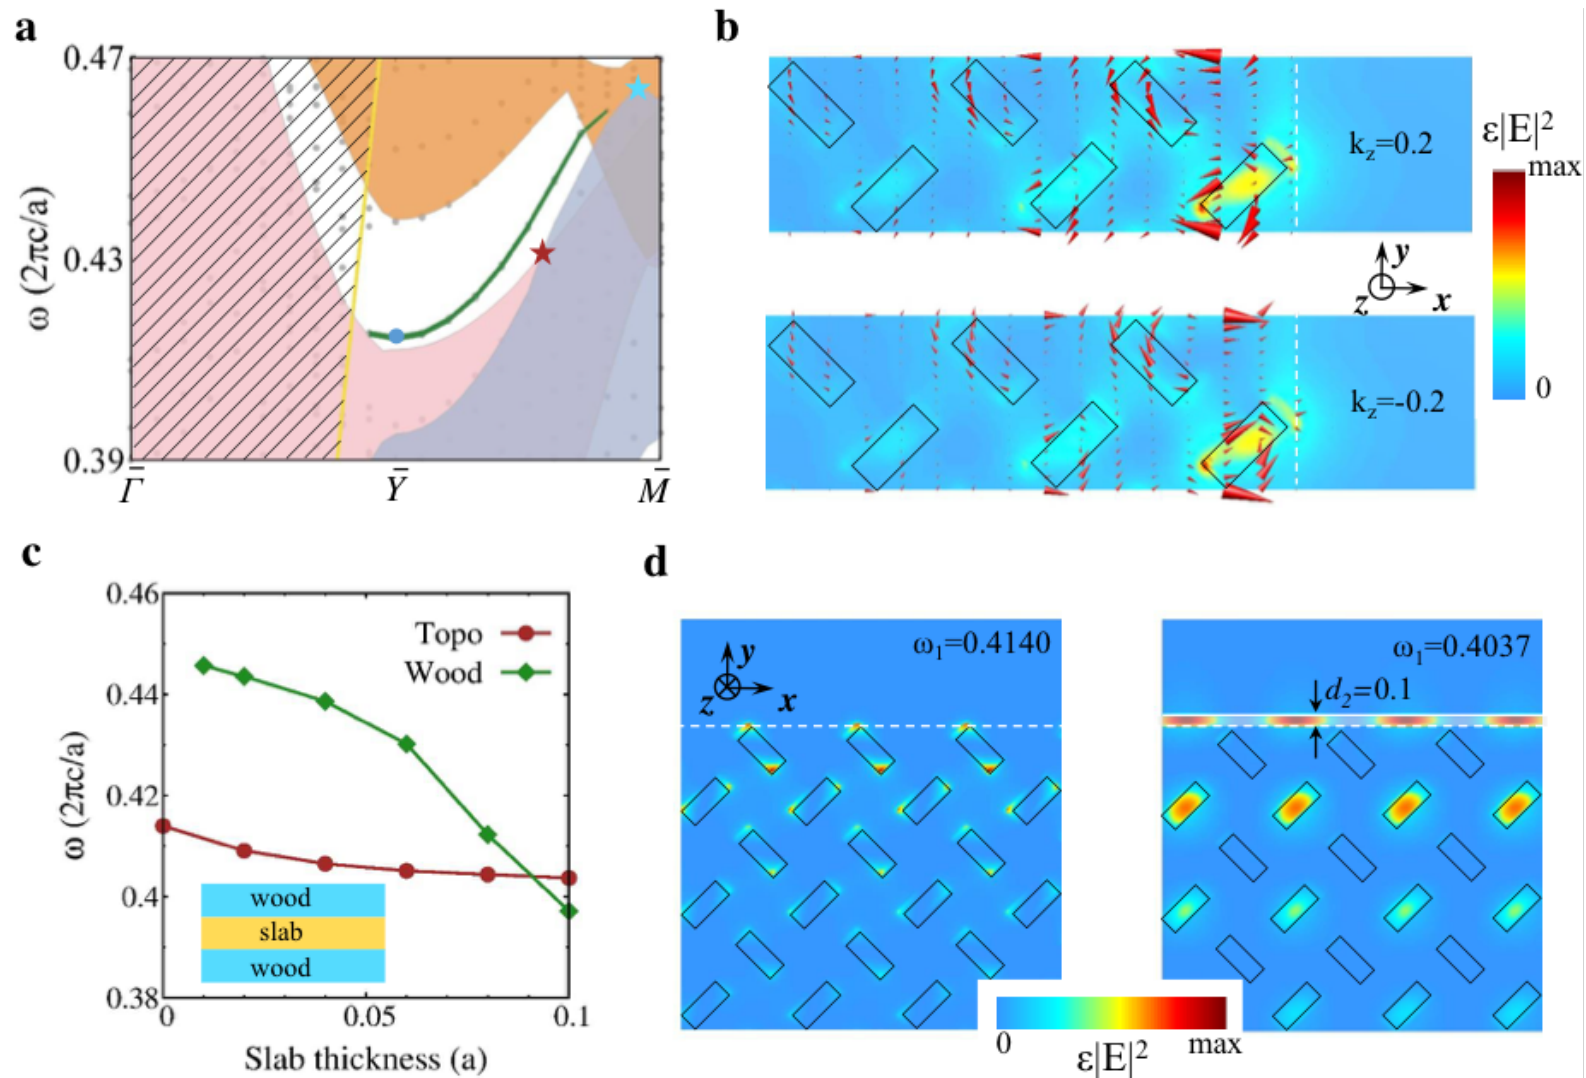 a
0.47
0.43
0.39
ω (2πc/a)
Γ̅
Y̅
M̅
b
k_z=0.2
k_z=-0.2
ε|E|²
max
0
y
z
x
c
0.46
0.44
0.42
0.4
0.38
ω (2πc/a)
Topo
Wood
wood
slab
wood
0
0.05
0.1
Slab thickness (a)
d
ω₁=0.4140
y
z
x
ω₁=0.4037
d₂=0.1
0
ε|E|²
max